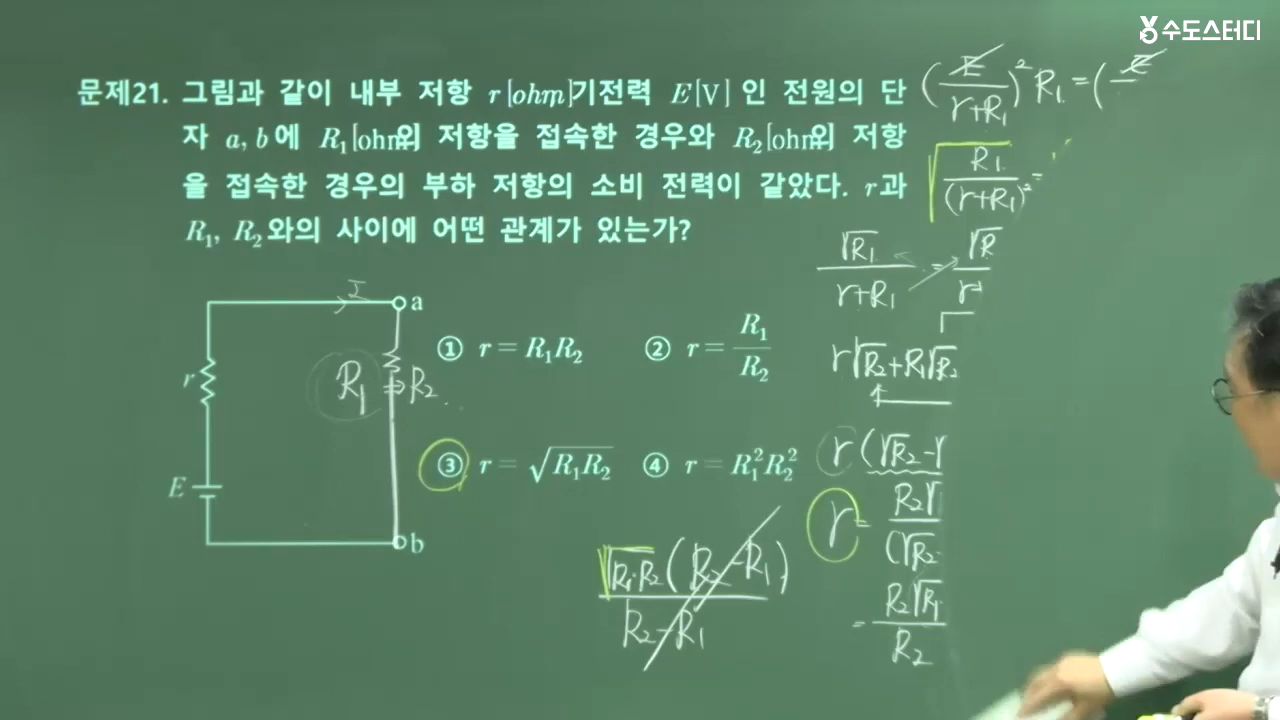 수도스터디
문제21. 그림과 같이 내부 저항 r[ohm]기전력 E[V] 인 전원의 단
자 a, b에 R₁[ohm]의 저항을 접속한 경우와 R₂[ohm]의 저항
을 접속한 경우의 부하 저항의 소비 전력이 같았다. r과
R₁, R₂와의 사이에 어떤 관계가 있는가?
I
a
r
R₁ ⇒ R₂
E
b
① r = R₁R₂ ② r = R₁/R₂
③ r = √(R₁R₂) ④ r = R₁²R₂²
(E/(r+R₁))² R₁ = (E
R₁/(r+R₁)² =
√R₁/(r+R₁) = √R/r
r√R₂+R₁√R₂
r(√R₂-
r = R₂√/(√R₂-
= R₂√R₁/R₂
√(R₁·R₂)(R₂-R₁)/(R₂-R₁)